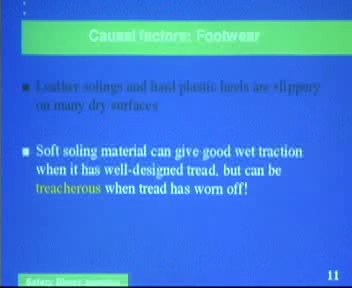 Causal factors: Footwear
Leather solings and hard plastic heels are slippery
on many dry surfaces
Soft soling material can give good wet traction
when it has well-designed tread, but can be
treacherous when tread has worn off!
11